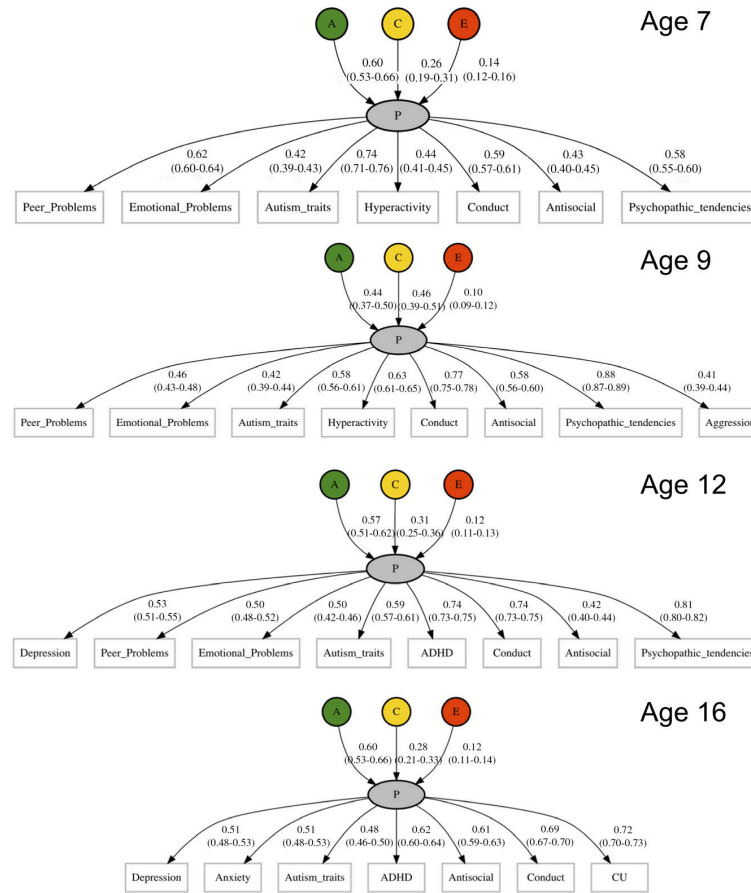 Age 7
A C E
0.60 0.26 0.14
(0.53-0.66) (0.19-0.31) (0.12-0.16)
P
0.62 0.42 0.74 0.44 0.59 0.43 0.58
(0.60-0.64) (0.39-0.43) (0.71-0.76) (0.41-0.45) (0.57-0.61) (0.40-0.45) (0.55-0.60)
Peer_Problems Emotional_Problems Autism_traits Hyperactivity Conduct Antisocial Psychopathic_tendencies
Age 9
A C E
0.44 0.46 0.10
(0.37-0.50) (0.39-0.51) (0.09-0.12)
P
0.46 0.42 0.58 0.63 0.77 0.58 0.88 0.41
(0.43-0.48) (0.39-0.44) (0.56-0.61) (0.61-0.65) (0.75-0.78) (0.56-0.60) (0.87-0.89) (0.39-0.44)
Peer_Problems Emotional_Problems Autism_traits Hyperactivity Conduct Antisocial Psychopathic_tendencies Aggression
Age 12
A C E
0.57 0.31 0.12
(0.51-0.62) (0.25-0.36) (0.11-0.13)
P
0.53 0.50 0.50 0.59 0.74 0.74 0.42 0.81
(0.51-0.55) (0.48-0.52) (0.42-0.46) (0.57-0.61) (0.73-0.75) (0.73-0.75) (0.40-0.44) (0.80-0.82)
Depression Peer_Problems Emotional_Problems Autism_traits ADHD Conduct Antisocial Psychopathic_tendencies
Age 16
A C E
0.60 0.28 0.12
(0.53-0.66) (0.21-0.33) (0.11-0.14)
P
0.51 0.51 0.48 0.62 0.61 0.69 0.72
(0.48-0.53) (0.48-0.53) (0.46-0.50) (0.60-0.64) (0.59-0.63) (0.67-0.70) (0.70-0.73)
Depression Anxiety Autism_traits ADHD Antisocial Conduct CU